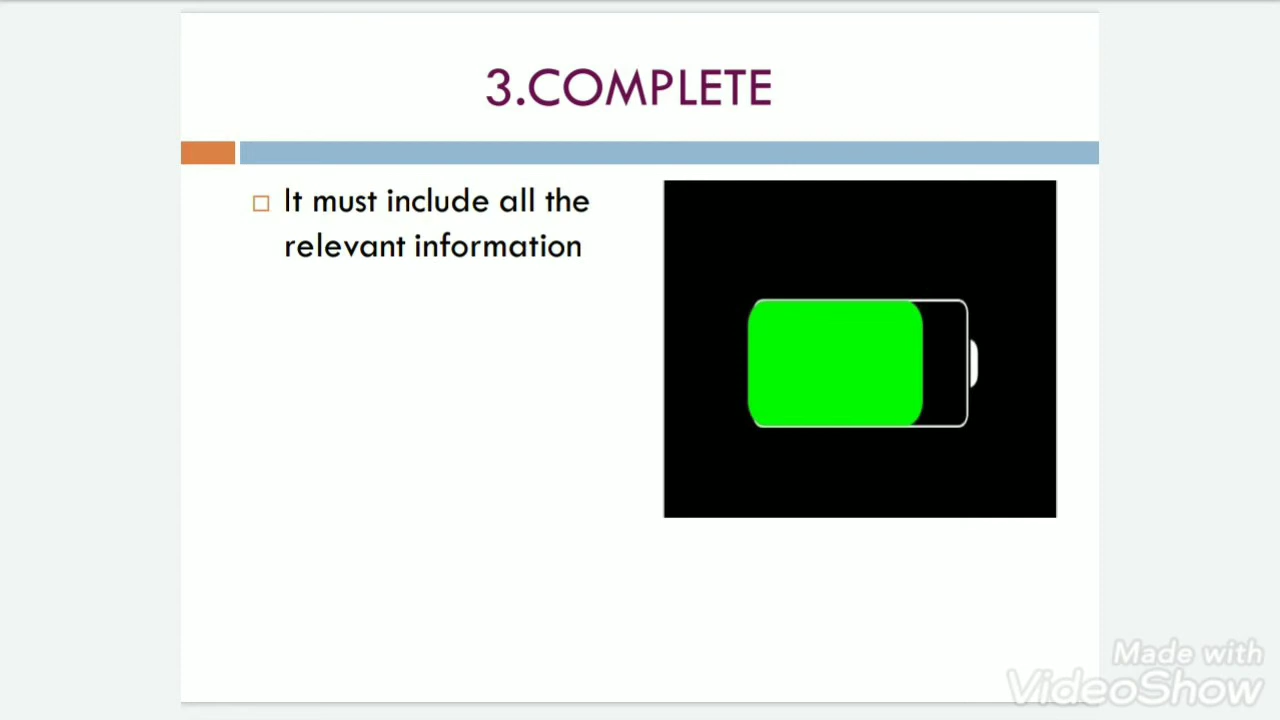 3.COMPLETE
It must include all the
relevant information
Made with
VideoShow